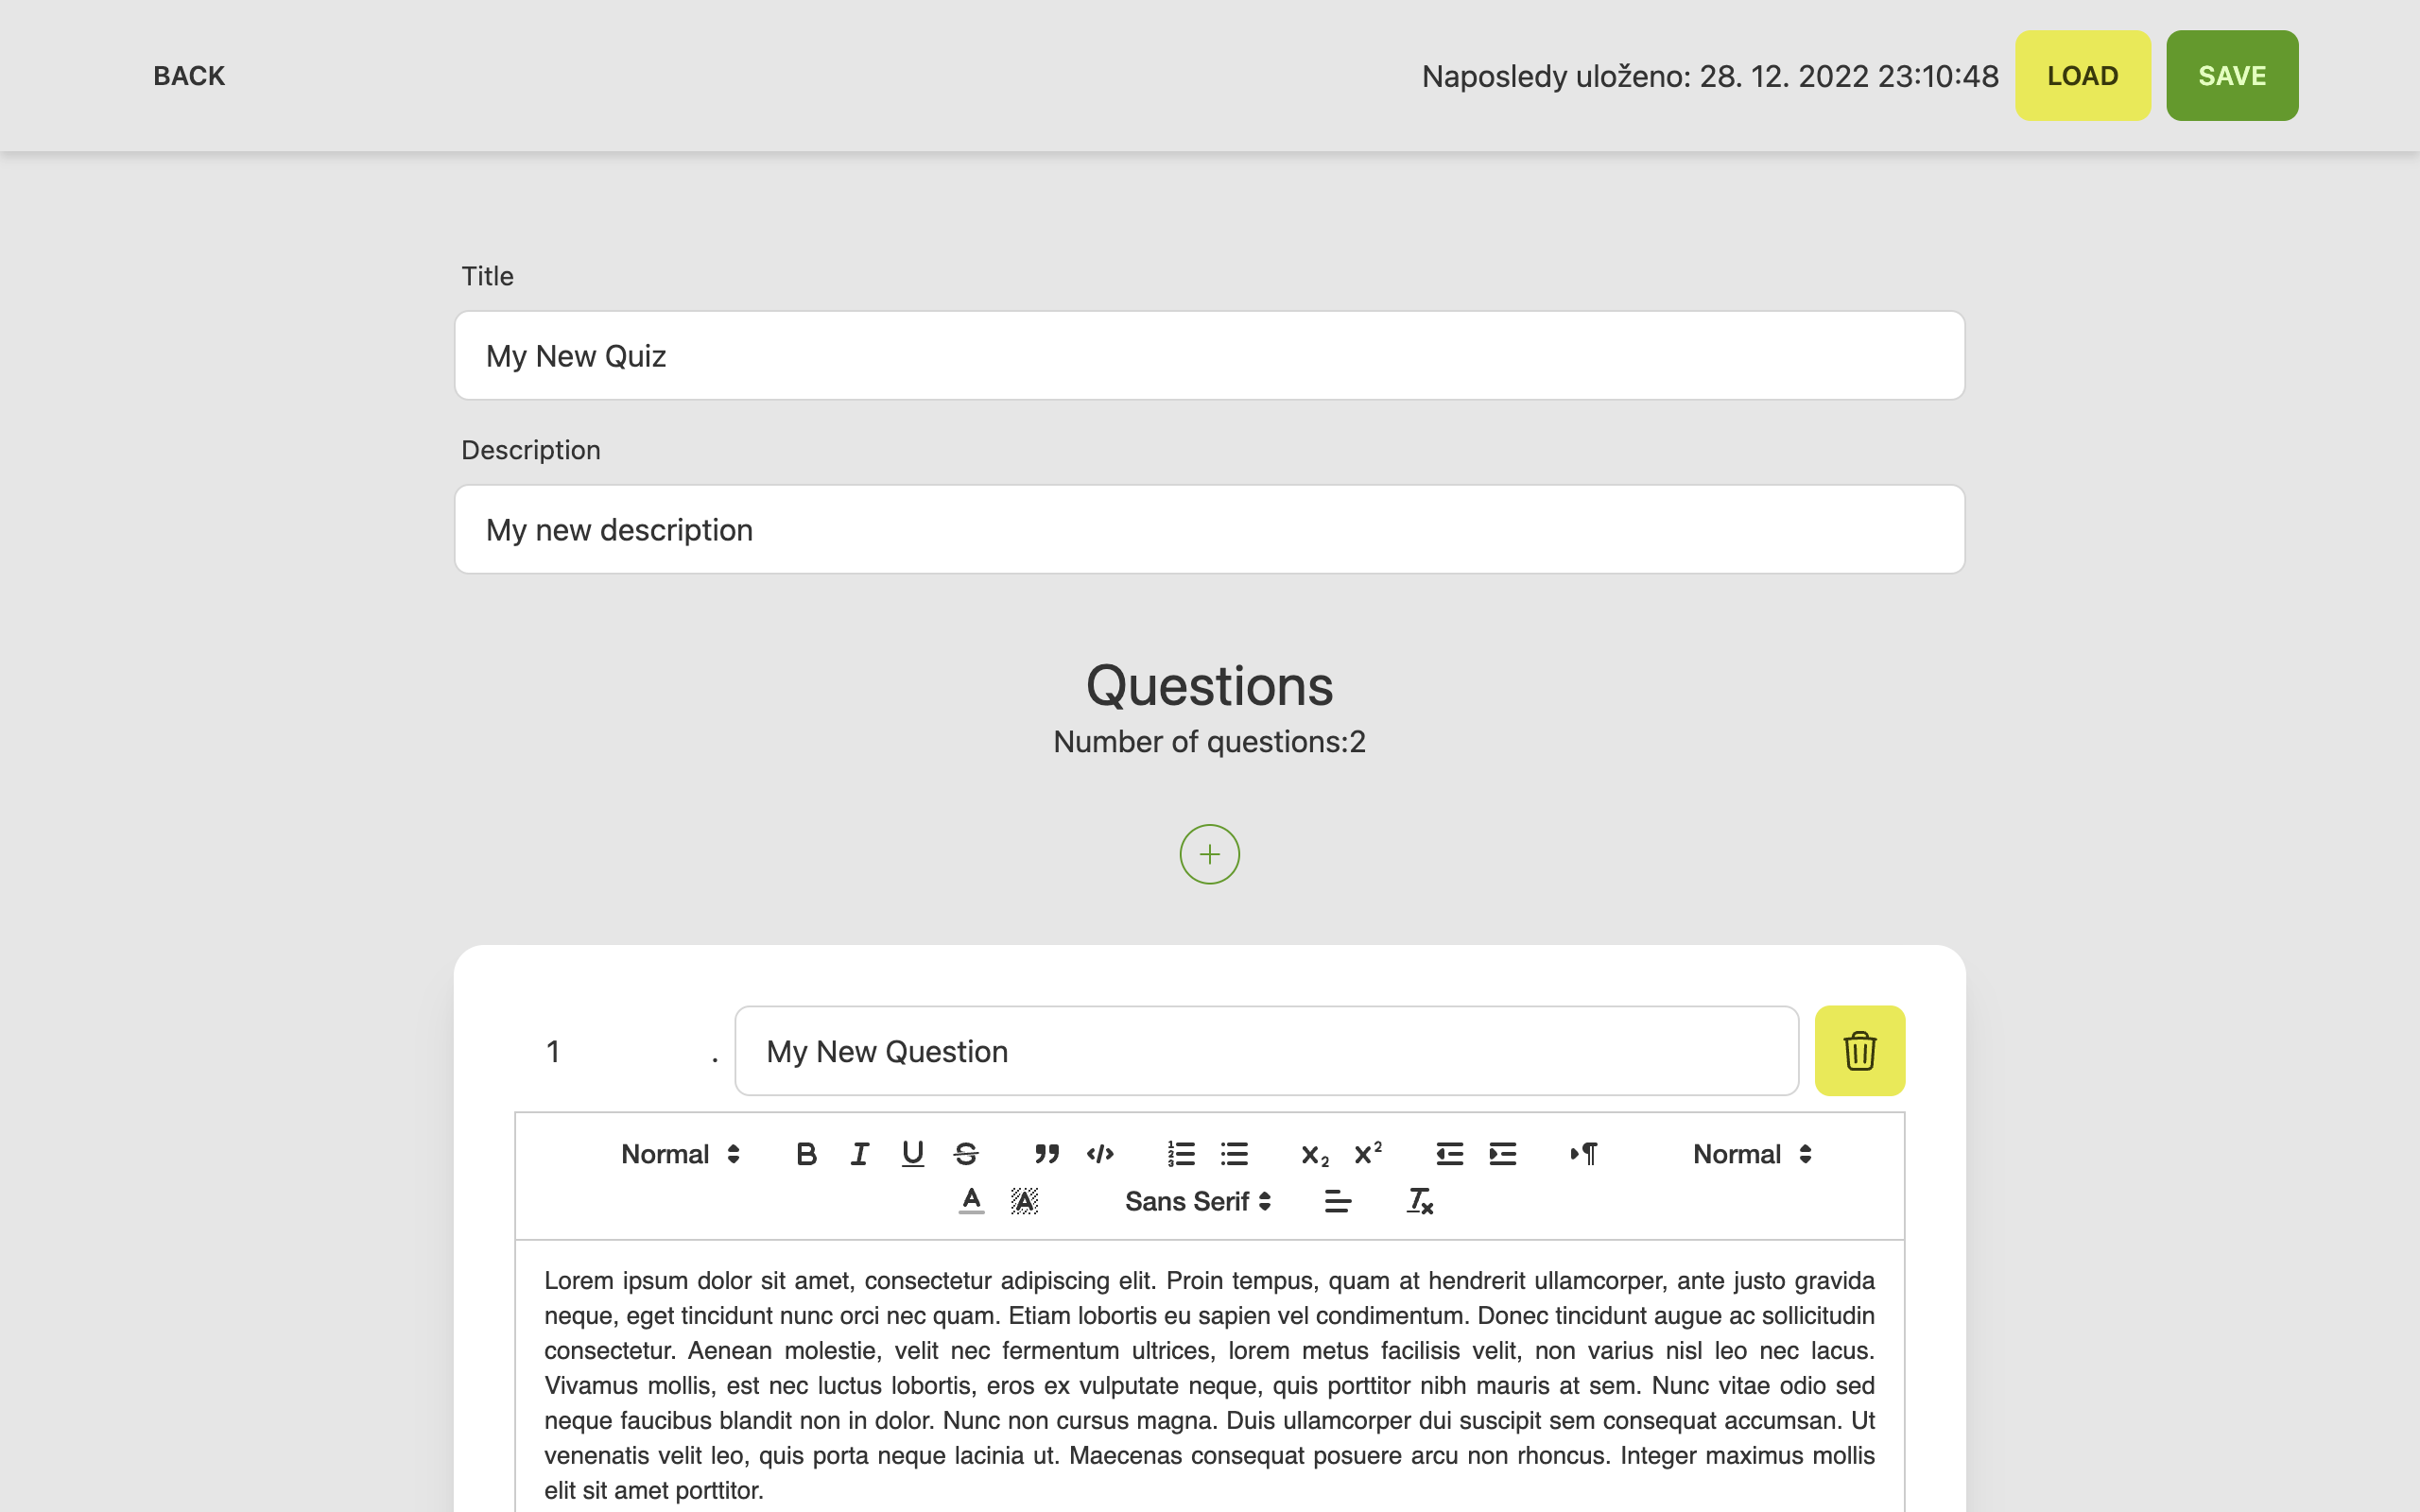 BACK
Naposledy uloženo: 28. 12. 2022 23:10:48
LOAD
SAVE
Title
My New Quiz
Description
My new description
Questions
Number of questions:2
1 . My New Question
Normal
Normal
Sans Serif
Lorem ipsum dolor sit amet, consectetur adipiscing elit. Proin tempus, quam at hendrerit ullamcorper, ante justo gravida
neque, eget tincidunt nunc orci nec quam. Etiam lobortis eu sapien vel condimentum. Donec tincidunt augue ac sollicitudin
consectetur. Aenean molestie, velit nec fermentum ultrices, lorem metus facilisis velit, non varius nisl leo nec lacus.
Vivamus mollis, est nec luctus lobortis, eros ex vulputate neque, quis porttitor nibh mauris at sem. Nunc vitae odio sed
neque faucibus blandit non in dolor. Nunc non cursus magna. Duis ullamcorper dui suscipit sem consequat accumsan. Ut
venenatis velit leo, quis porta neque lacinia ut. Maecenas consequat posuere arcu non rhoncus. Integer maximus mollis
elit sit amet porttitor.